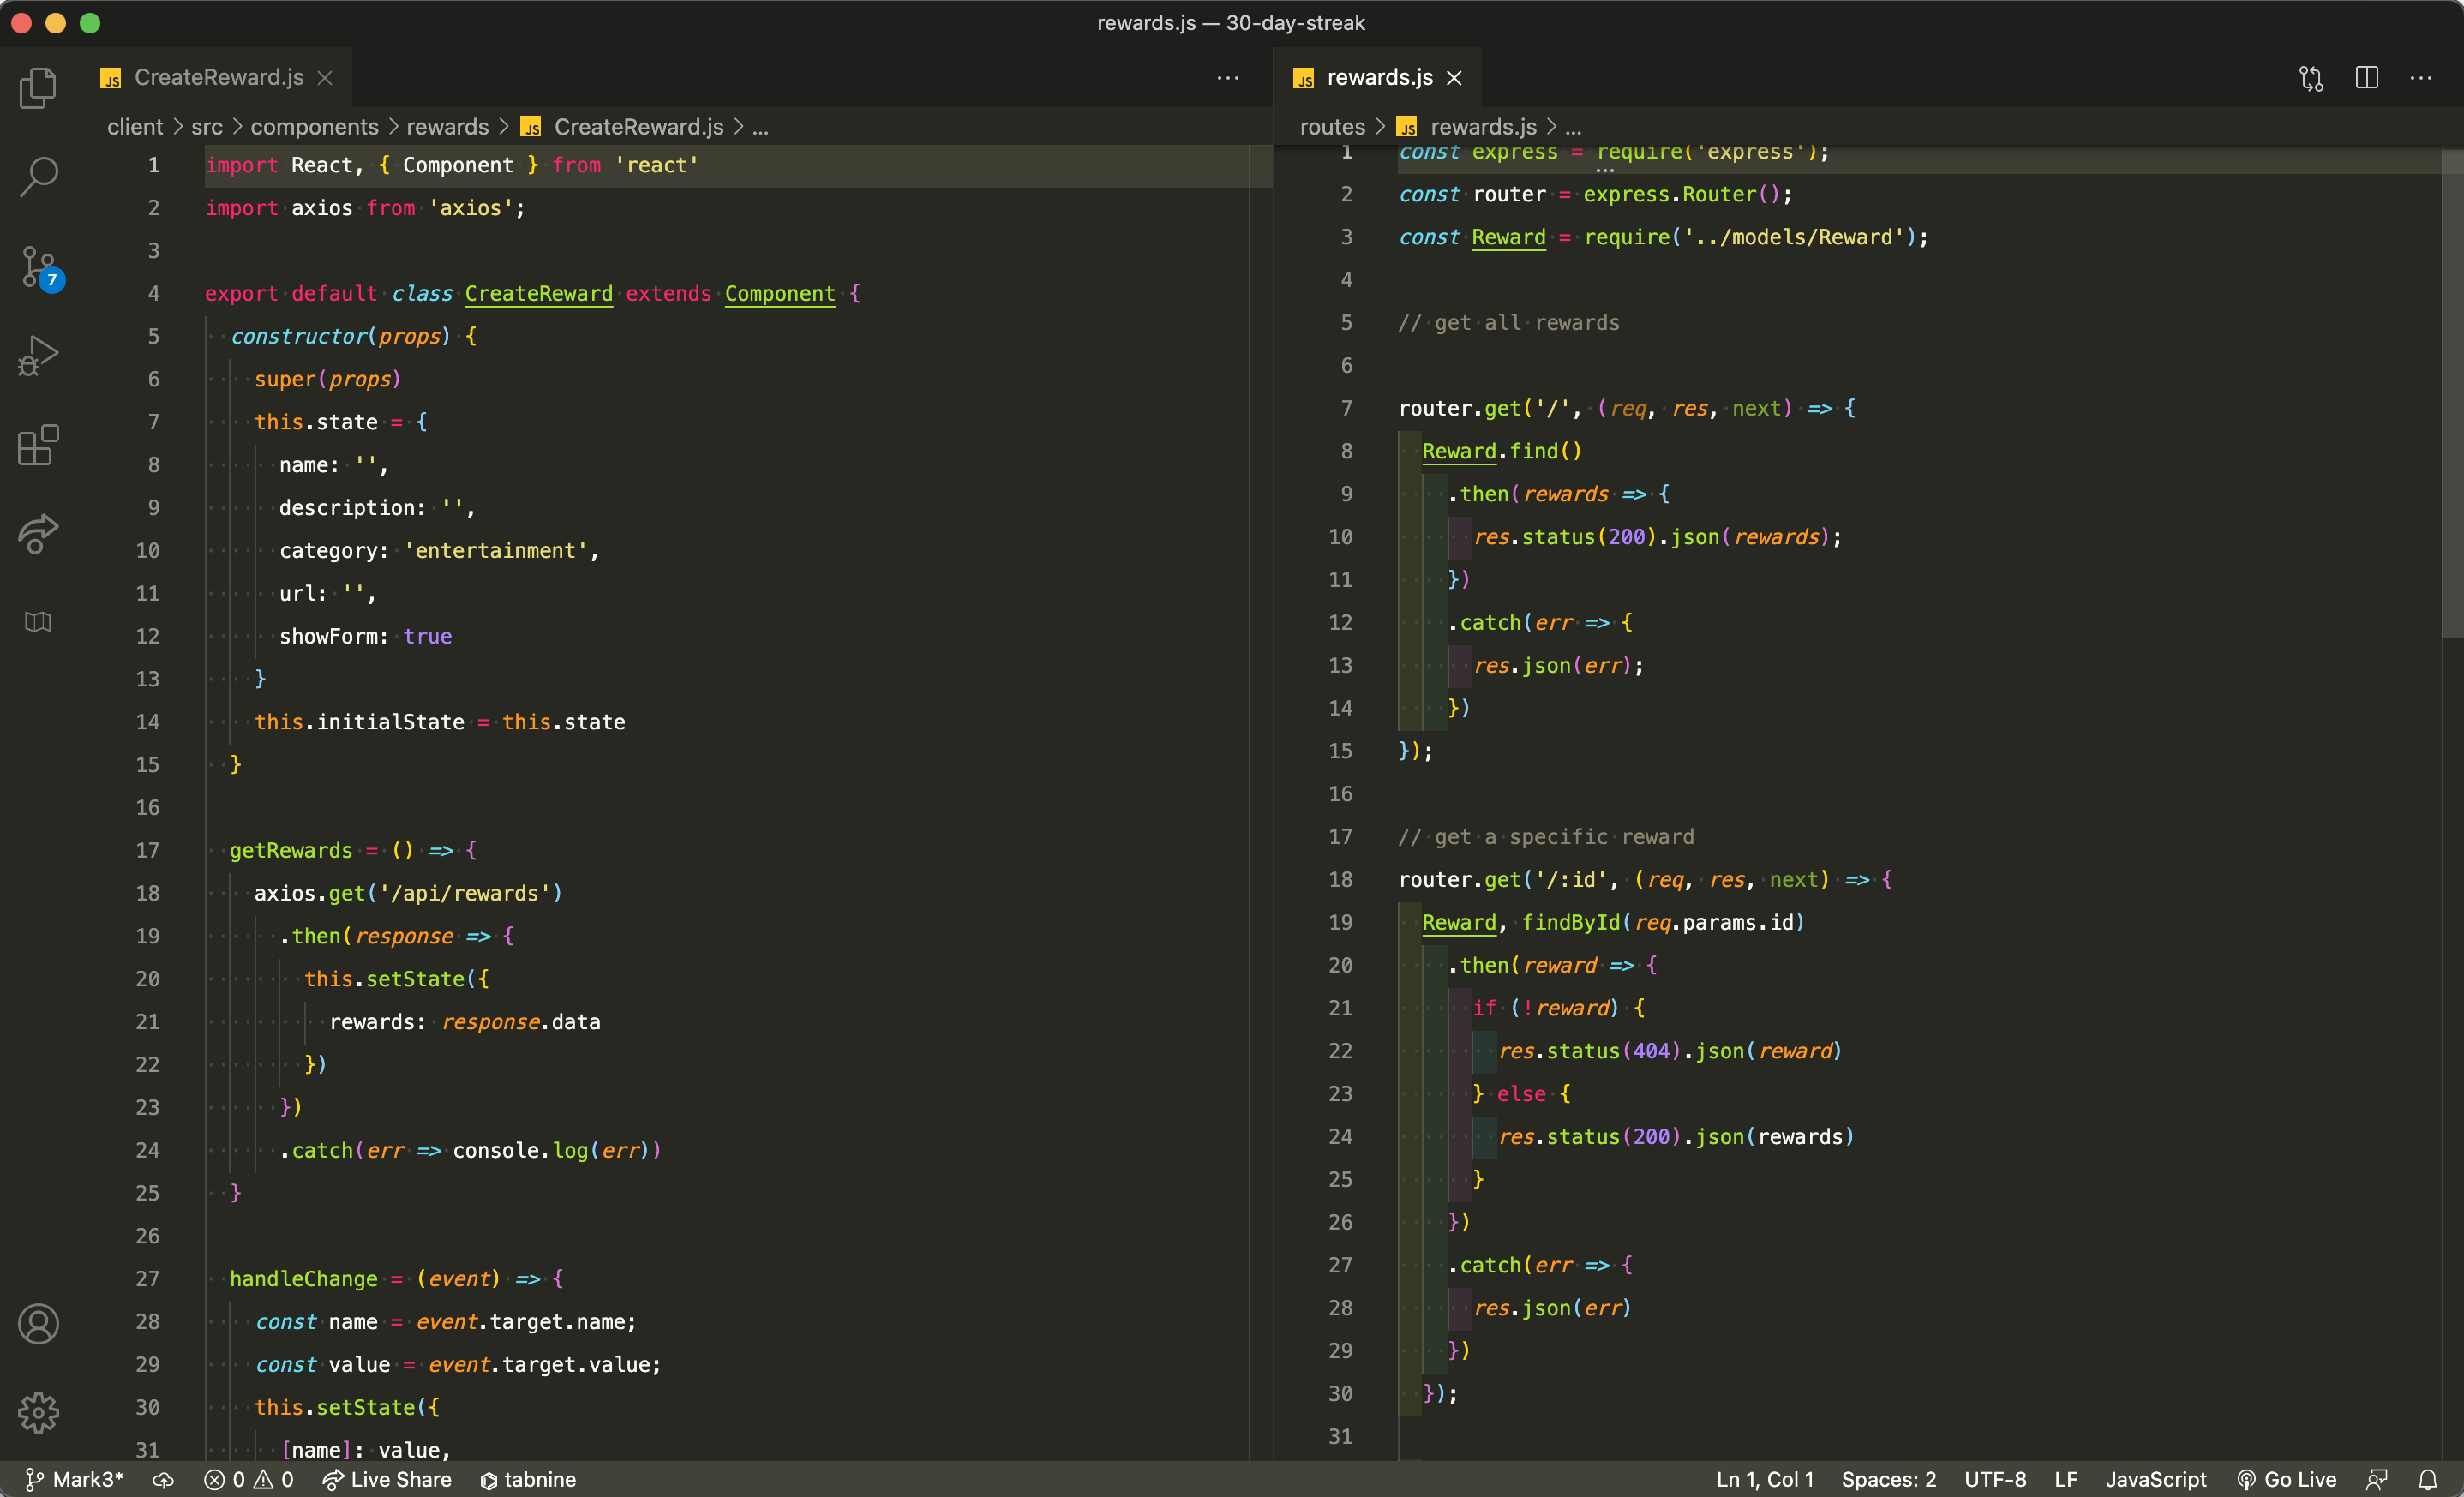 rewards.js — 30-day-streak
JS CreateReward.js
client > src > components > rewards > JS CreateReward.js > ...
1 import React, { Component } from 'react'
2 import axios from 'axios';
3
4 export default class CreateReward extends Component {
5 constructor(props) {
6 super(props)
7 this.state = {
8 name: '',
9 description: '',
10 category: 'entertainment',
11 url: '',
12 showForm: true
13 }
14 this.initialState = this.state
15 }
16
17 getRewards = () => {
18 axios.get('/api/rewards')
19 .then(response => {
20 this.setState({
21 rewards: response.data
22 })
23 })
24 .catch(err => console.log(err))
25 }
26
27 handleChange = (event) => {
28 const name = event.target.name;
29 const value = event.target.value;
30 this.setState({
31 [name]: value,
JS rewards.js
routes > JS rewards.js > ...
1 const express = require('express');
2 const router = express.Router();
3 const Reward = require('../models/Reward');
4
5 // get all rewards
6
7 router.get('/', (req, res, next) => {
8 Reward.find()
9 .then(rewards => {
10 res.status(200).json(rewards);
11 })
12 .catch(err => {
13 res.json(err);
14 })
15 });
16
17 // get a specific reward
18 router.get('/:id', (req, res, next) => {
19 Reward, findById(req.params.id)
20 .then(reward => {
21 if (!reward) {
22 res.status(404).json(reward)
23 } else {
24 res.status(200).json(rewards)
25 }
26 })
27 .catch(err => {
28 res.json(err)
29 })
30 });
31
7
Mark3* 0 0 Live Share tabnine Ln 1, Col 1 Spaces: 2 UTF-8 LF JavaScript Go Live